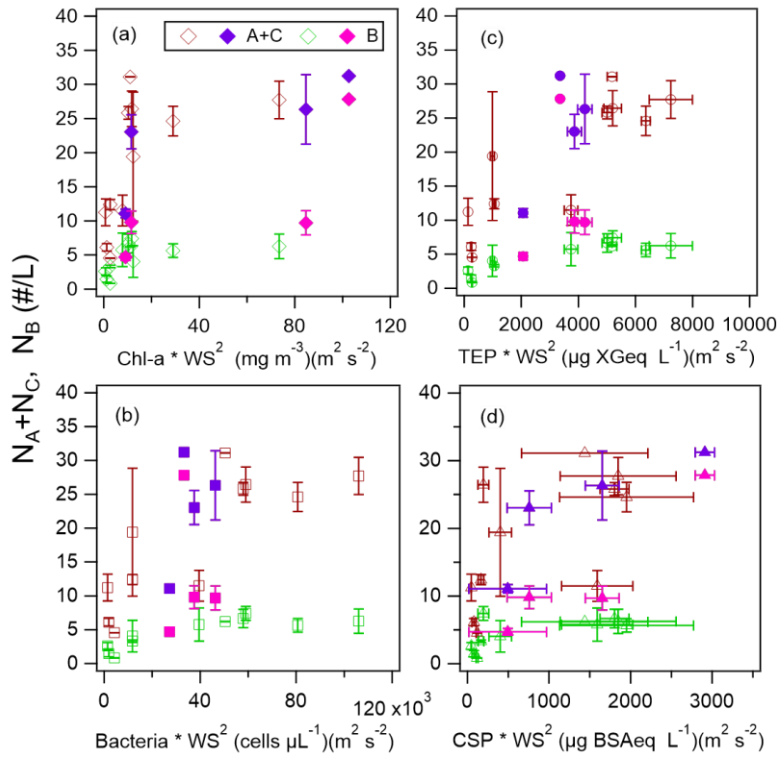 N_A+N_C, N_B (#/L)
(a)
A+C B
40
35
30
25
20
15
10
5
0
0 40 80 120
Chl-a * WS² (mg m⁻³)(m² s⁻²)
(c)
40
35
30
25
20
15
10
5
0
0 2000 4000 6000 8000 10000
TEP * WS² (µg XGeq L⁻¹)(m² s⁻²)
(b)
40
35
30
25
20
15
10
5
0
0 40 80 120 x10³
Bacteria * WS² (cells µL⁻¹)(m² s⁻²)
(d)
40
35
30
25
20
15
10
5
0
0 1000 2000 3000
CSP * WS² (µg BSAeq L⁻¹)(m² s⁻²)